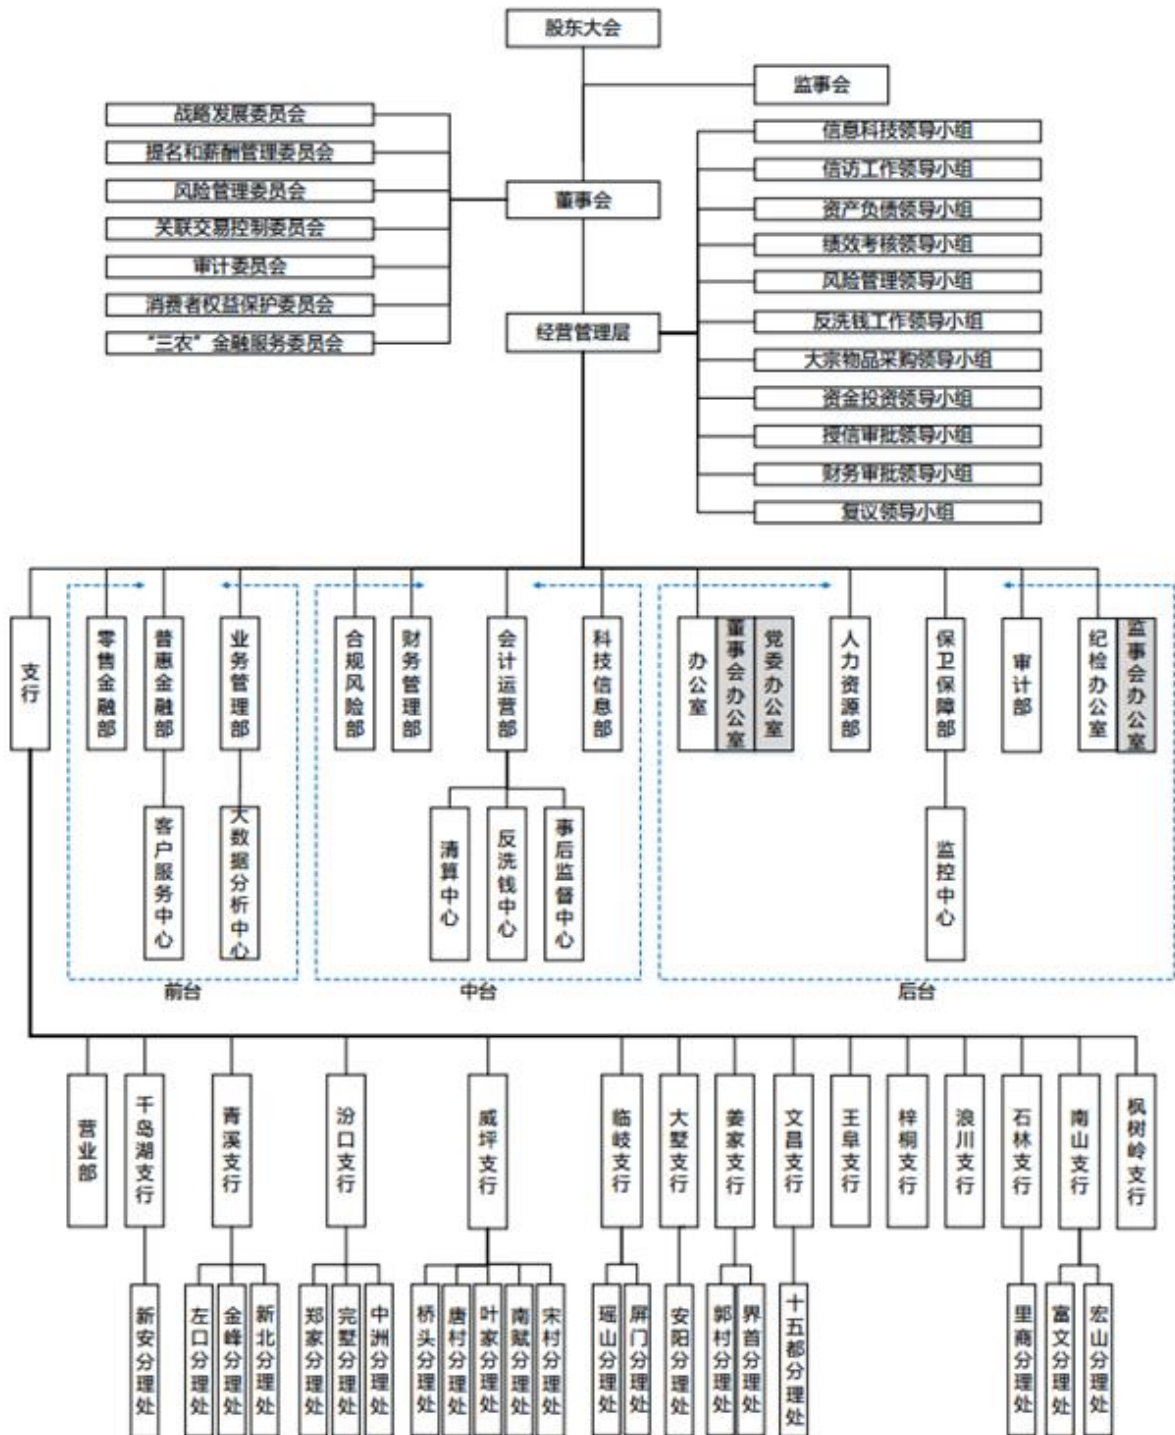 股东大会
监事会
战略发展委员会
提名和薪酬管理委员会
风险管理委员会
关联交易控制委员会
审计委员会
消费者权益保护委员会
“三农”金融服务委员会
董事会
经营管理层
信息科技领导小组
信访工作领导小组
资产负债领导小组
绩效考核领导小组
风险管理领导小组
反洗钱工作领导小组
大宗物品采购领导小组
资金投资领导小组
授信审批领导小组
财务审批领导小组
复议领导小组
支行
零售金融部
普惠金融部
业务管理部
合规风险部
财务管理部
会计运营部
科技信息部
办公室
董事会办公室
党委办公室
人力资源部
保卫保障部
审计部
纪检办公室
监事会办公室
客户服务中心
大数据分析中心
清算中心
反洗钱中心
事后监督中心
监控中心
前台
中台
后台
营业部
千岛湖支行
青溪支行
汾口支行
威坪支行
临岐支行
大墅支行
姜家支行
文昌支行
王阜支行
梓桐支行
浪川支行
石林支行
南山支行
枫树岭支行
新安分理处
左口分理处
金峰分理处
新北分理处
郑家分理处
完墅分理处
中洲分理处
桥头分理处
唐村分理处
叶家分理处
南赋分理处
宋村分理处
瑶山分理处
屏门分理处
安阳分理处
郭村分理处
界首分理处
十五都分理处
里商分理处
富文分理处
宏山分理处